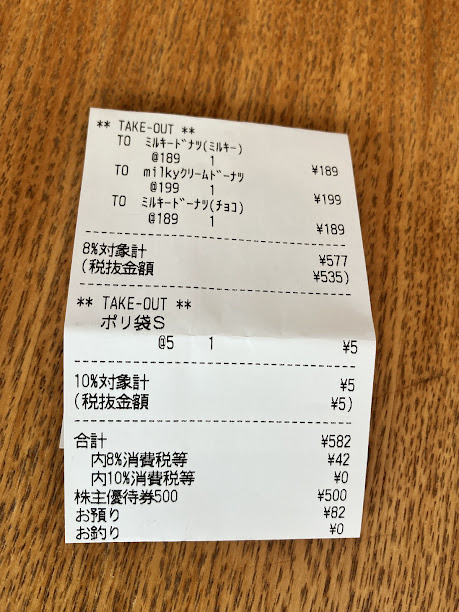 ** TAKE-OUT **
TO ミルキードーナツ(ミルキー)
@189 1 ¥189
TO milkyクリームドーナツ
@199 1 ¥199
TO ミルキードーナツ(チョコ)
@189 1 ¥189
8%対象計 ¥577
(税抜金額 ¥535)
** TAKE-OUT **
ポリ袋S
@5 1 ¥5
10%対象計 ¥5
(税抜金額 ¥5)
合計 ¥582
内8%消費税等 ¥42
内10%消費税等 ¥0
株主優待券500 ¥500
お預り ¥82
お釣り ¥0